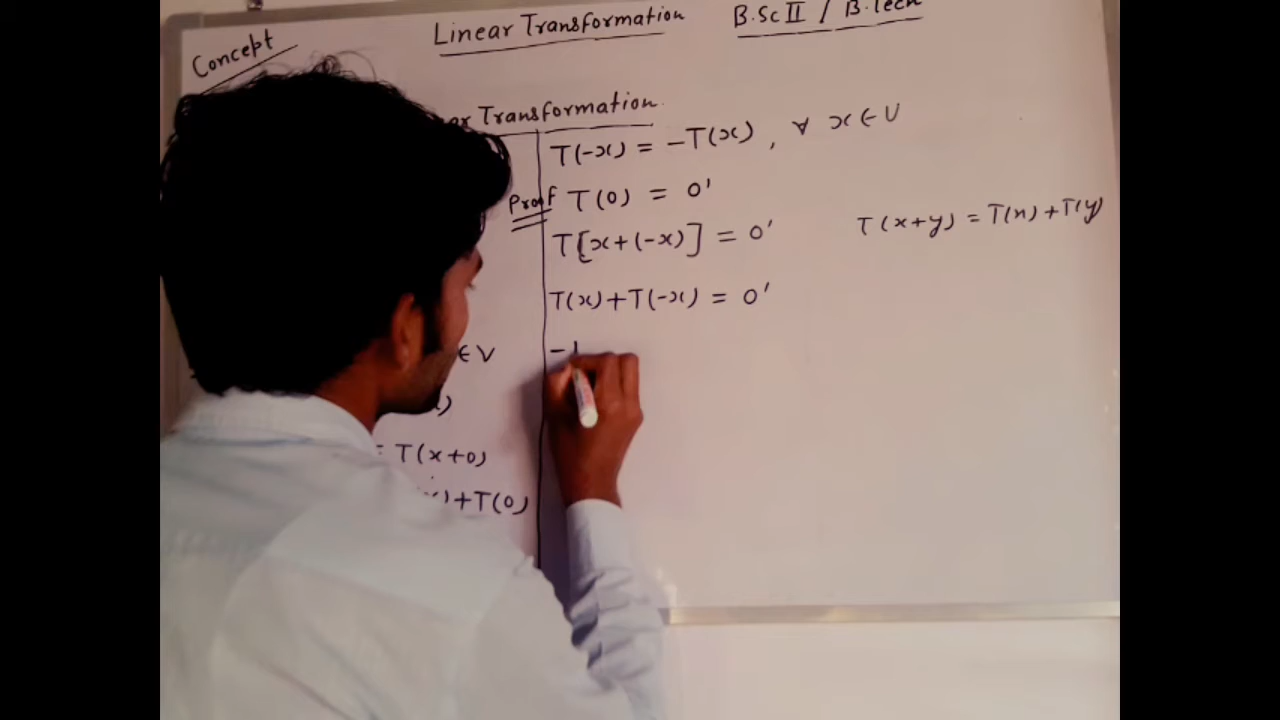 Concept
Linear Transformation
B.Sc II / B.Tech
Transformation
T(-x) = -T(x), ∀ x ∈ V
Proof T(0) = 0'
T[x+(-x)] = 0'
T(x+y) = T(x)+T(y)
T(x)+T(-x) = 0'
∈ V
= T(x+0)
)+T(0)